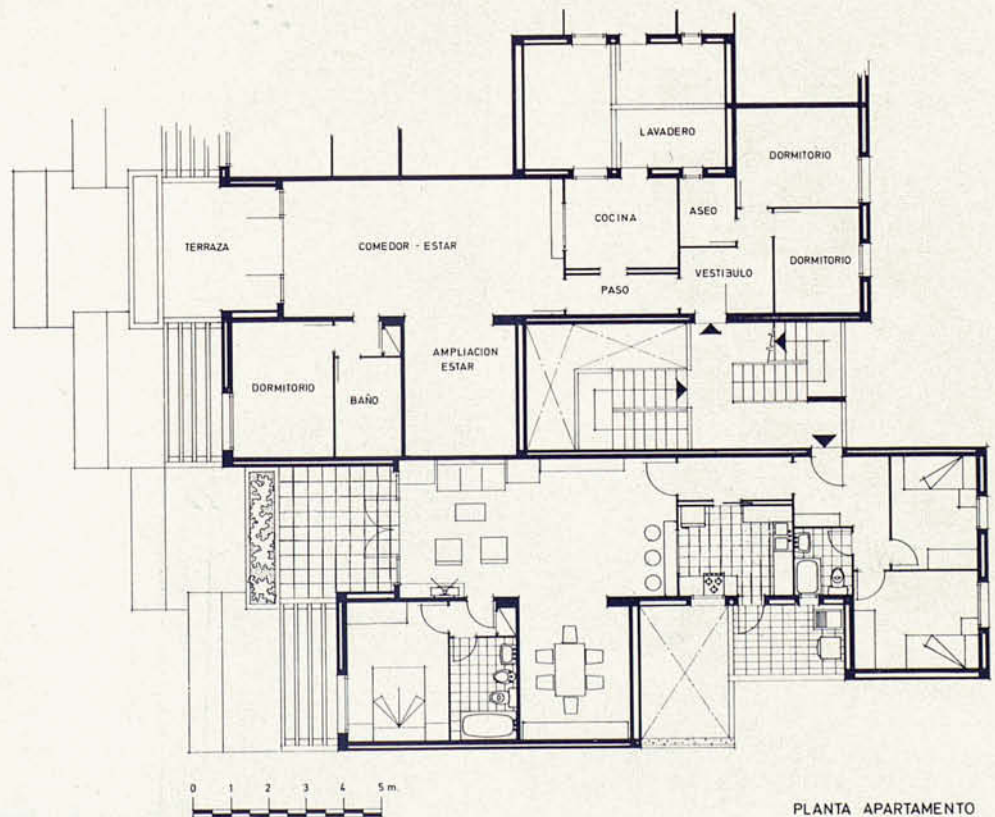 LAVADERO
DORMITORIO
ASEO
COCINA
TERRAZA
COMEDOR - ESTAR
DORMITORIO
VESTIBULO
PASO
AMPLIACION
ESTAR
DORMITORIO
BAÑO
0 1 2 3 4 5 m.
PLANTA APARTAMENTO